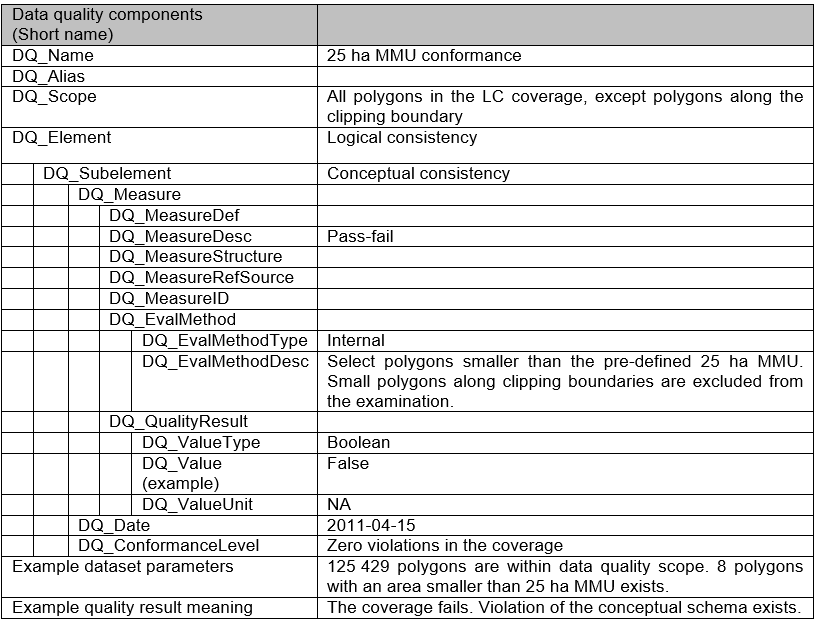 Data quality components
(Short name)
DQ_Name 25 ha MMU conformance
DQ_Alias
DQ_Scope All polygons in the LC coverage, except polygons along the
clipping boundary
DQ_Element Logical consistency
DQ_Subelement Conceptual consistency
DQ_Measure
DQ_MeasureDef
DQ_MeasureDesc Pass-fail
DQ_MeasureStructure
DQ_MeasureRefSource
DQ_MeasureID
DQ_EvalMethod
DQ_EvalMethodType Internal
DQ_EvalMethodDesc Select polygons smaller than the pre-defined 25 ha MMU.
Small polygons along clipping boundaries are excluded from
the examination.
DQ_QualityResult
DQ_ValueType Boolean
DQ_Value False
(example)
DQ_ValueUnit NA
DQ_Date 2011-04-15
DQ_ConformanceLevel Zero violations in the coverage
Example dataset parameters 125 429 polygons are within data quality scope. 8 polygons
with an area smaller than 25 ha MMU exists.
Example quality result meaning The coverage fails. Violation of the conceptual schema exists.